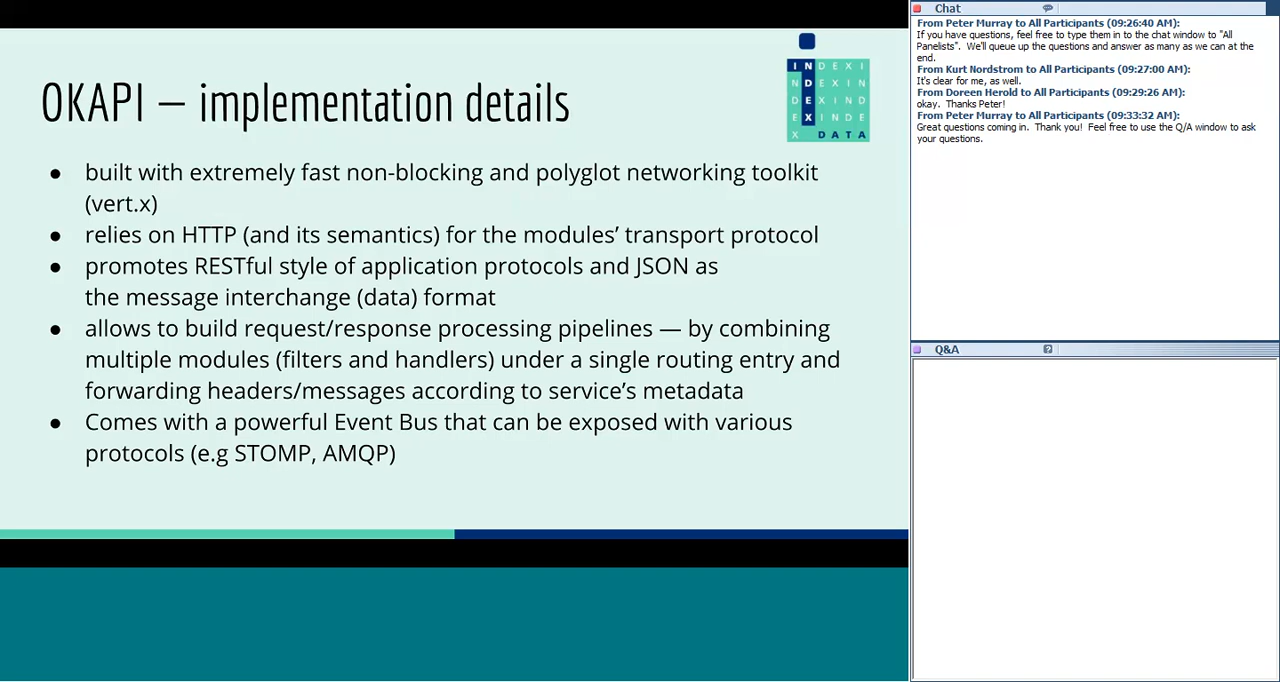 OKAPI – implementation details
I N D E X I
N D E X I N
D E X I N D
E X I N D E
X D A T A
● built with extremely fast non-blocking and polyglot networking toolkit
(vert.x)
● relies on HTTP (and its semantics) for the modules’ transport protocol
● promotes RESTful style of application protocols and JSON as
the message interchange (data) format
● allows to build request/response processing pipelines — by combining
multiple modules (filters and handlers) under a single routing entry and
forwarding headers/messages according to service’s metadata
● Comes with a powerful Event Bus that can be exposed with various
protocols (e.g STOMP, AMQP)
Chat
From Peter Murray to All Participants (09:26:40 AM):
If you have questions, feel free to type them in to the chat window to "All
Panelists". We'll queue up the questions and answer as many as we can at the
end.
From Kurt Nordstrom to All Participants (09:27:00 AM):
It's clear for me, as well.
From Doreen Herold to All Participants (09:29:26 AM):
okay. Thanks Peter!
From Peter Murray to All Participants (09:33:32 AM):
Great questions coming in. Thank you! Feel free to use the Q/A window to ask
your questions.
Q&A